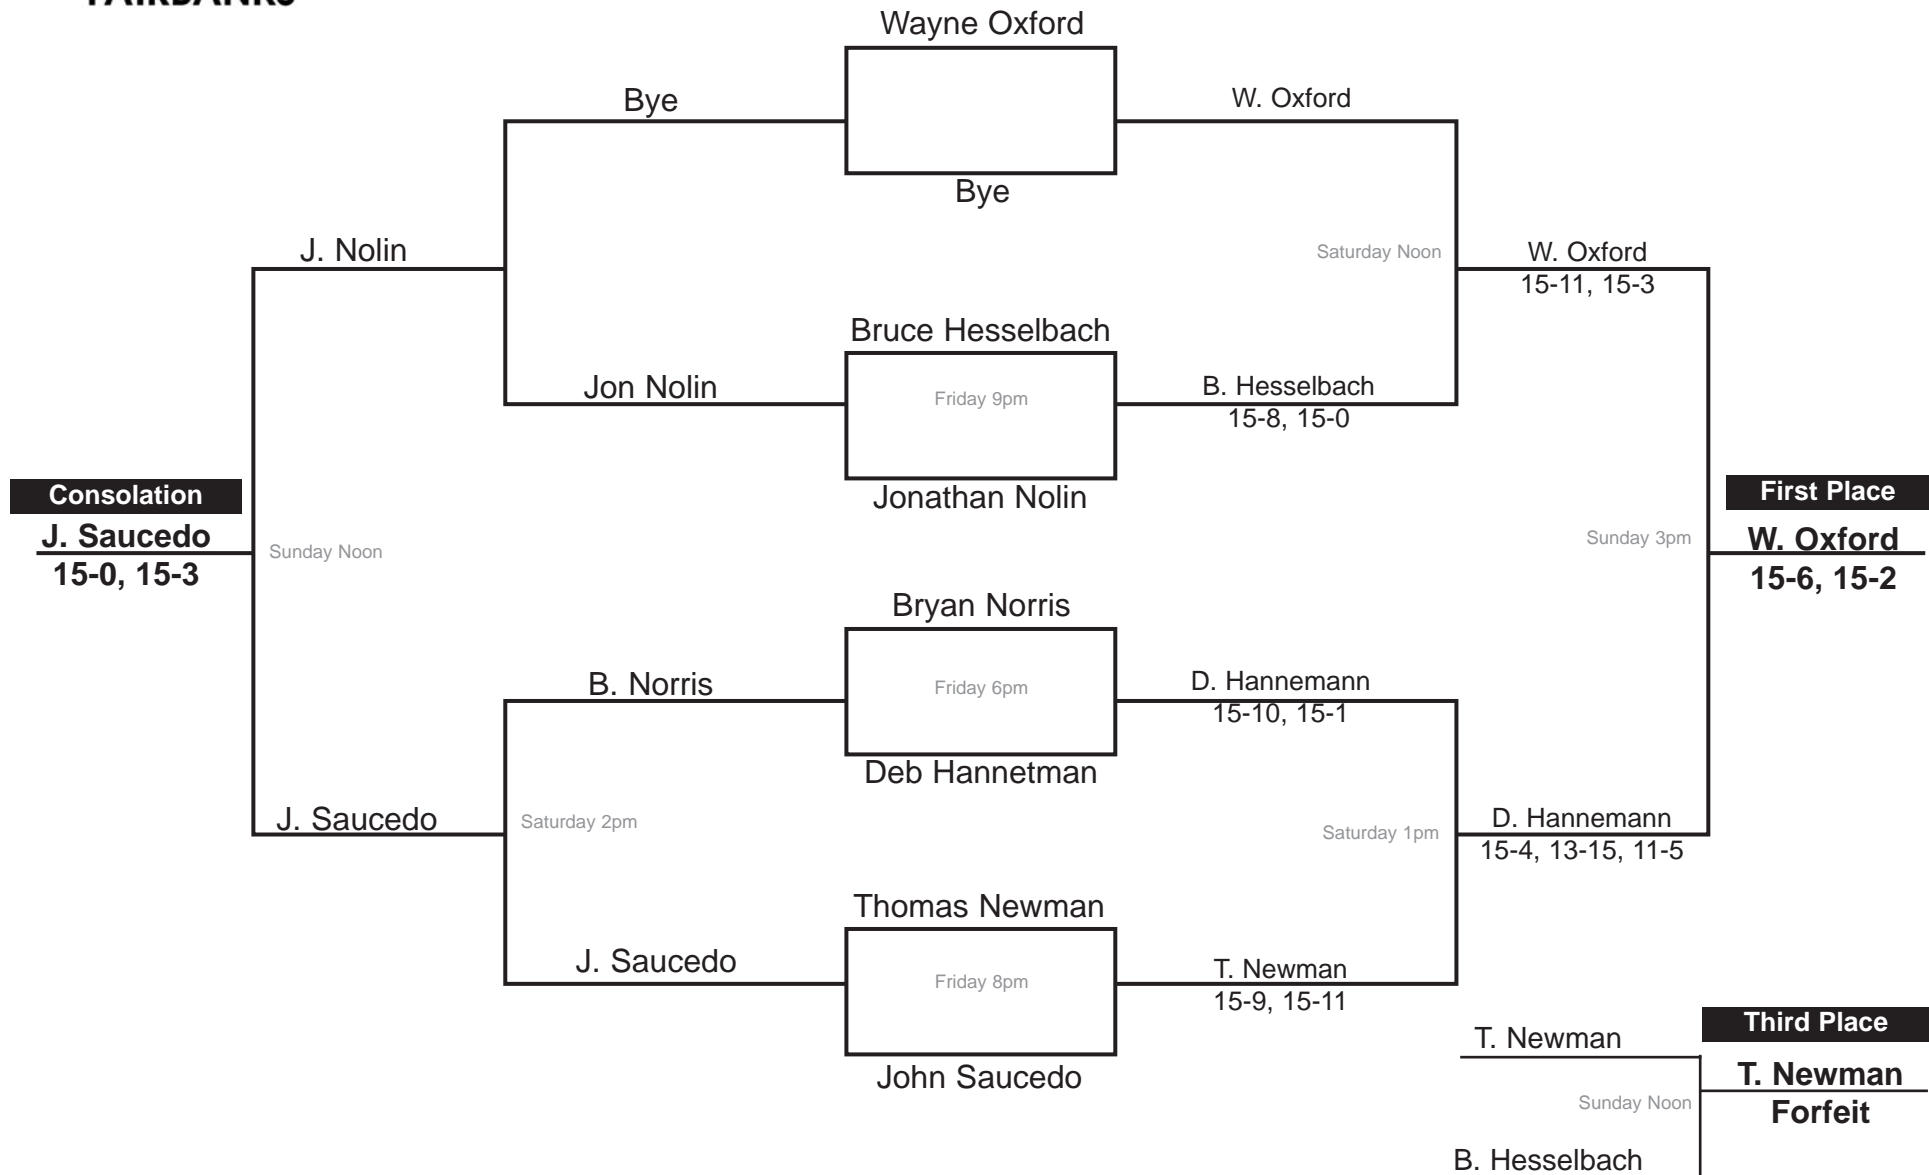 FAIRBANKS
Wayne Oxford
Bye
W. Oxford
Bye
J. Nolin
Saturday Noon
W. Oxford
15-11, 15-3
Bruce Hesselbach
Jon Nolin
Friday 9pm
B. Hesselbach
15-8, 15-0
Jonathan Nolin
Consolation
J. Saucedo
15-0, 15-3
Sunday Noon
First Place
W. Oxford
15-6, 15-2
Sunday 3pm
Bryan Norris
B. Norris
Friday 6pm
D. Hannemann
15-10, 15-1
Deb Hannetman
J. Saucedo
Saturday 2pm
Saturday 1pm
D. Hannemann
15-4, 13-15, 11-5
Thomas Newman
J. Saucedo
Friday 8pm
T. Newman
15-9, 15-11
John Saucedo
Third Place
T. Newman
T. Newman
Forfeit
Sunday Noon
B. Hesselbach